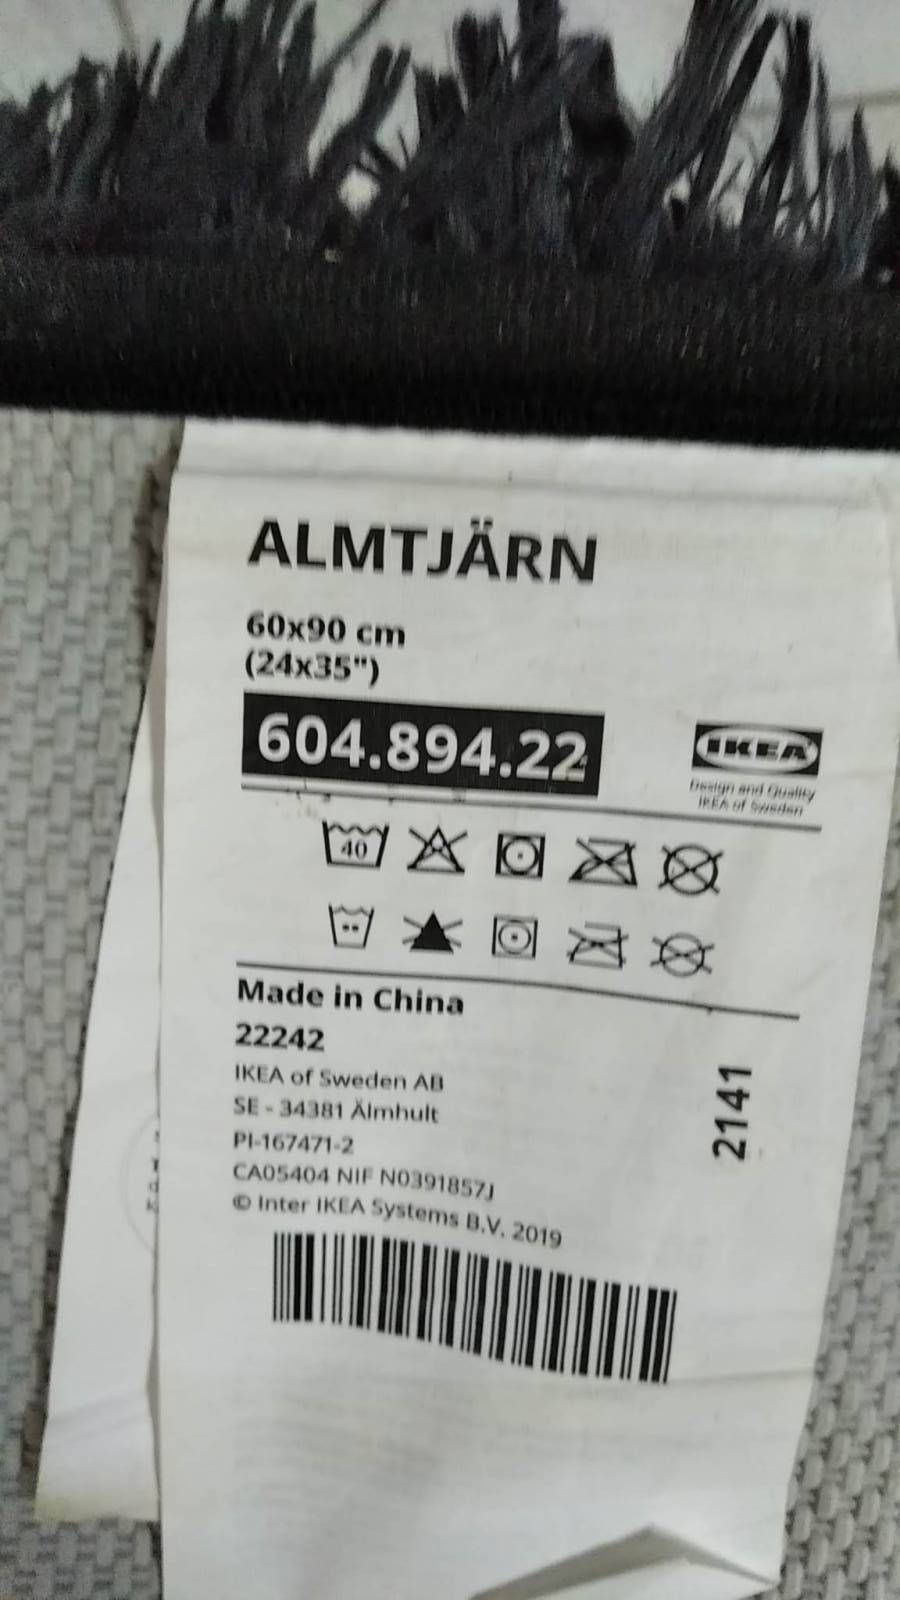 ALMTJÄRN
60x90 cm
(24x35")
604.894.22
IKEA
Design and Quality
IKEA of Sweden
40
Made in China
22242
IKEA of Sweden AB
SE - 34381 Älmhult
PI-167471-2
CA05404 NIF N0391857J
© Inter IKEA Systems B.V. 2019
2141